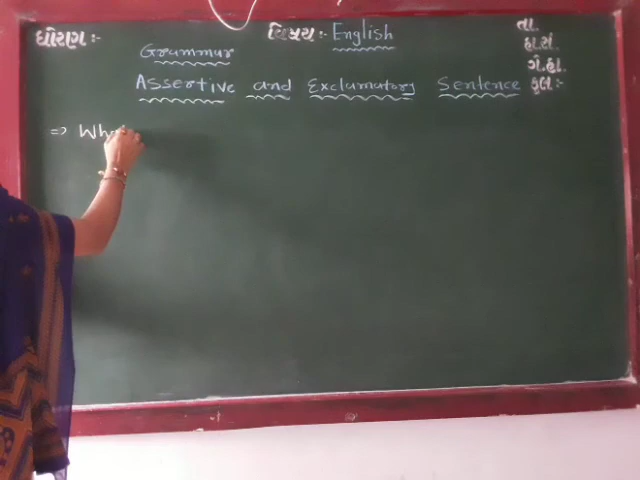 ધોરણ :- વિષય :- English તા.
Grammar હા.સં.
Assertive and Exclamatory Sentence ગે.હા.
કુલ :-
=> Wha